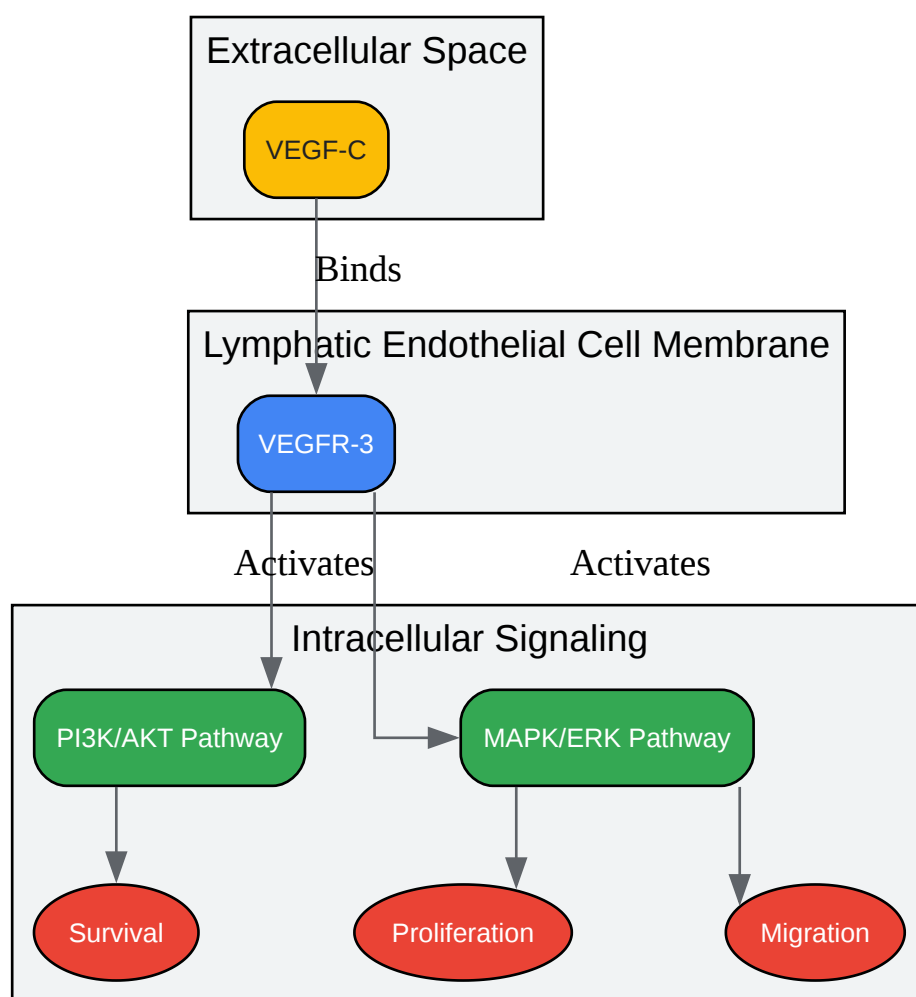 Extracellular Space
VEGF-C
Binds
Lymphatic Endothelial Cell Membrane
VEGFR-3
Activates
Activates
Intracellular Signaling
PI3K/AKT Pathway
MAPK/ERK Pathway
Survival
Proliferation
Migration